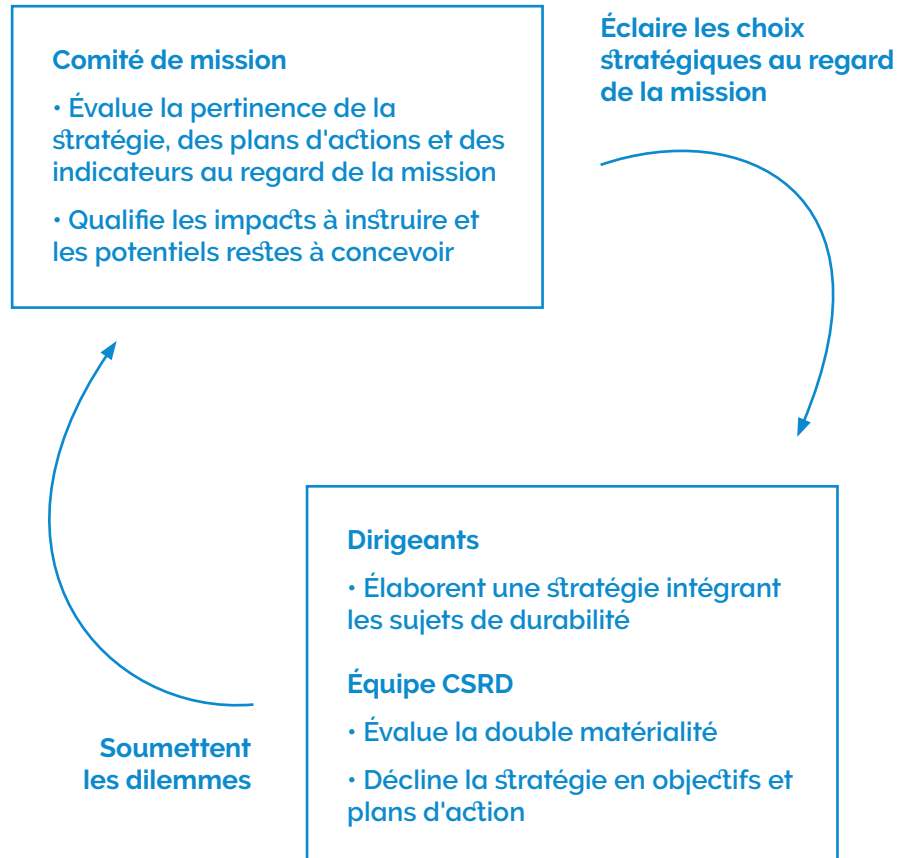 Comité de mission
· Évalue la pertinence de la
stratégie, des plans d'actions et des
indicateurs au regard de la mission
· Qualifie les impacts à instruire et
les potentiels restes à concevoir
Éclaire les choix
stratégiques au regard
de la mission
Dirigeants
· Élaborent une stratégie intégrant
les sujets de durabilité
Équipe CSRD
· Évalue la double matérialité
· Décline la stratégie en objectifs et
plans d'action
Soumettent
les dilemmes